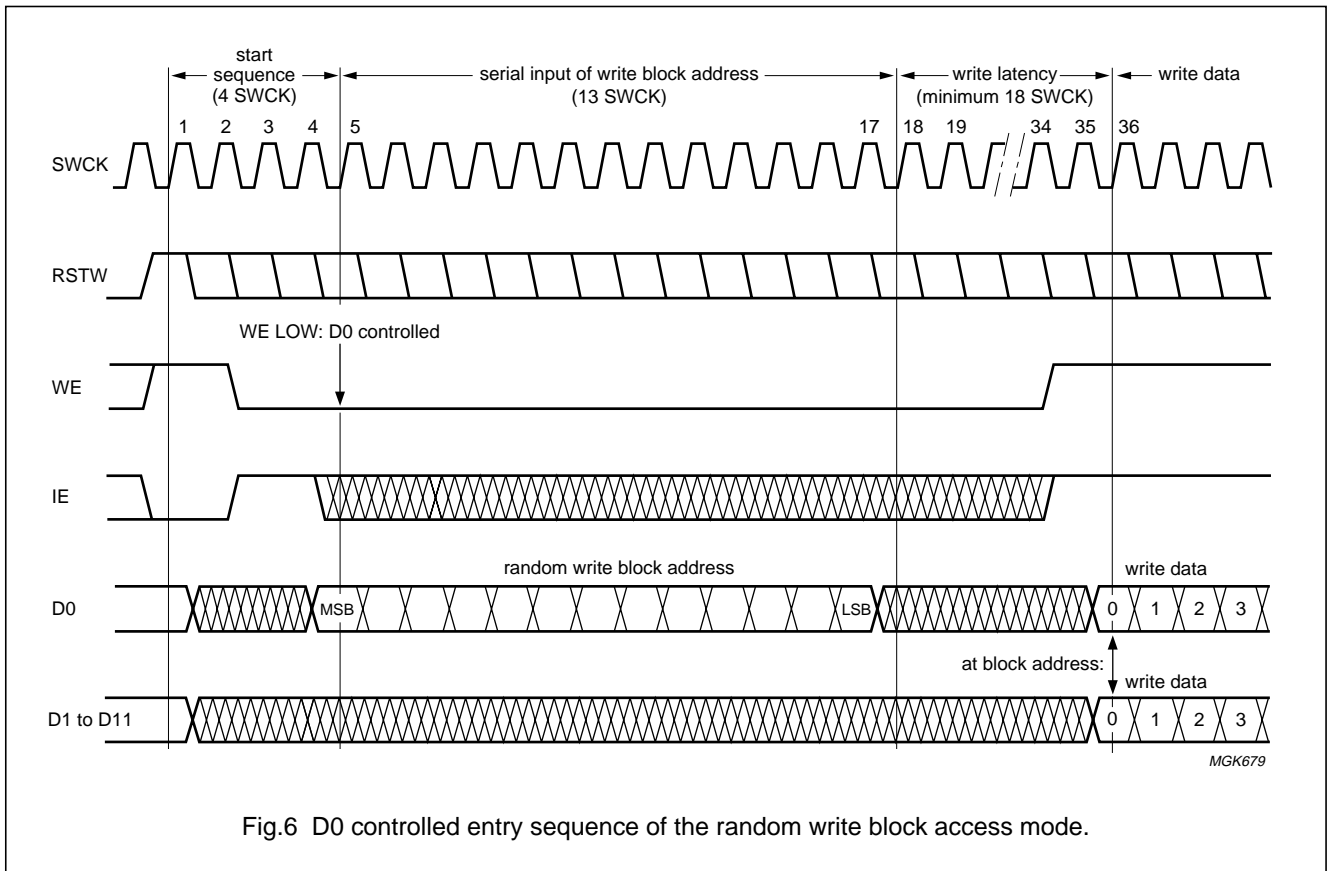 start
sequence
(4 SWCK)
serial input of write block address
(13 SWCK)
write latency
(minimum 18 SWCK)
write data
1 2 3 4 5 17 18 19 34 35 36
SWCK
RSTW
WE LOW: D0 controlled
WE
IE
random write block address
write data
D0
MSB
LSB
0 1 2 3
at block address:
write data
D1 to D11
0 1 2 3
MGK679
Fig.6 D0 controlled entry sequence of the random write block access mode.